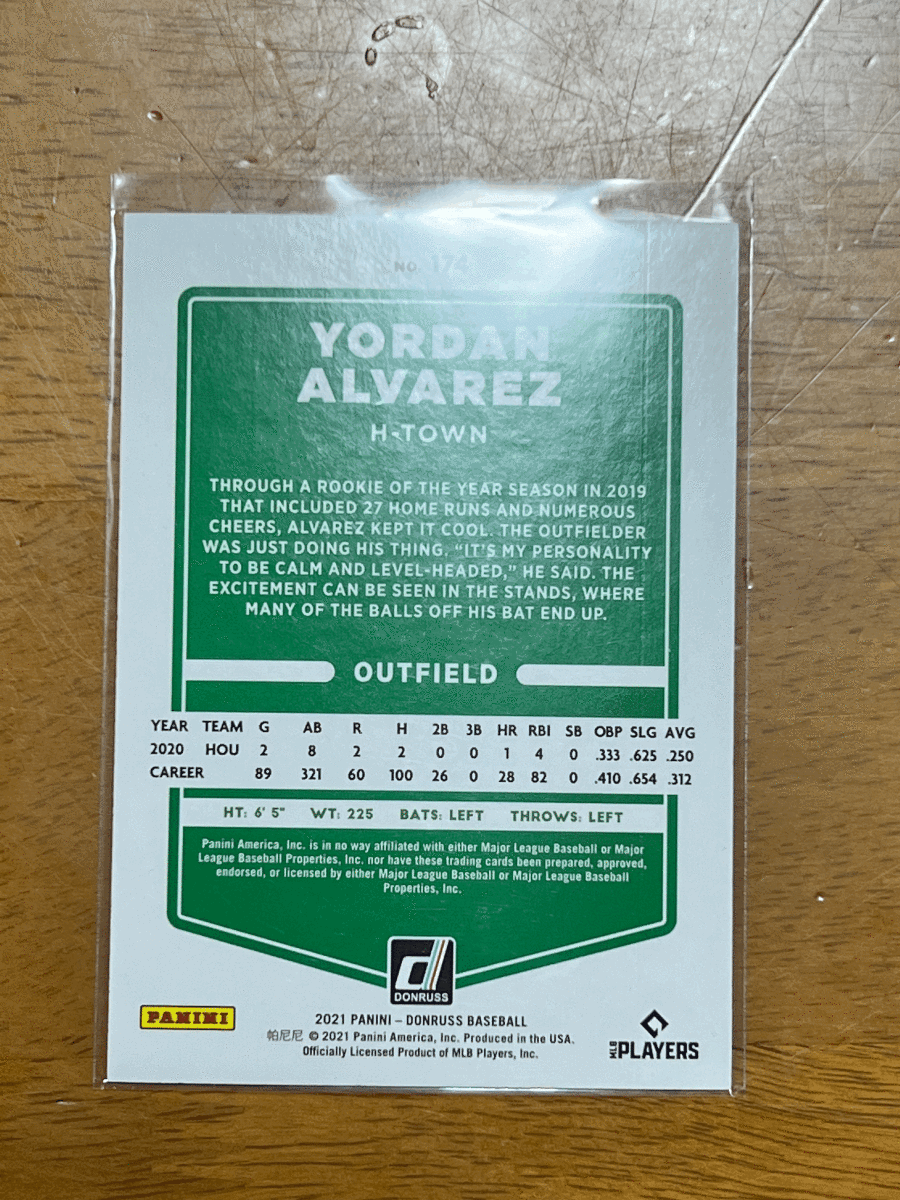 NO. 174
YORDAN
ALVAREZ
H-TOWN
THROUGH A ROOKIE OF THE YEAR SEASON IN 2019
THAT INCLUDED 27 HOME RUNS AND NUMEROUS
CHEERS, ALVAREZ KEPT IT COOL. THE OUTFIELDER
WAS JUST DOING HIS THING. “IT’S MY PERSONALITY
TO BE CALM AND LEVEL-HEADED,” HE SAID. THE
EXCITEMENT CAN BE SEEN IN THE STANDS, WHERE
MANY OF THE BALLS OFF HIS BAT END UP.
OUTFIELD
YEAR TEAM G AB R H 2B 3B HR RBI SB OBP SLG AVG
2020 HOU 2 8 2 2 0 0 1 4 0 .333 .625 .250
CAREER 89 321 60 100 26 0 28 82 0 .410 .654 .312
HT: 6' 5" WT: 225 BATS: LEFT THROWS: LEFT
Panini America, Inc. is in no way affiliated with either Major League Baseball or Major
League Baseball Properties, Inc. nor have these trading cards been prepared, approved,
endorsed, or licensed by either Major League Baseball or Major League Baseball
Properties, Inc.
DONRUSS
PANINI
2021 PANINI – DONRUSS BASEBALL
帕尼尼 © 2021 Panini America, Inc. Produced in the USA.
Officially Licensed Product of MLB Players, Inc.
MLB PLAYERS